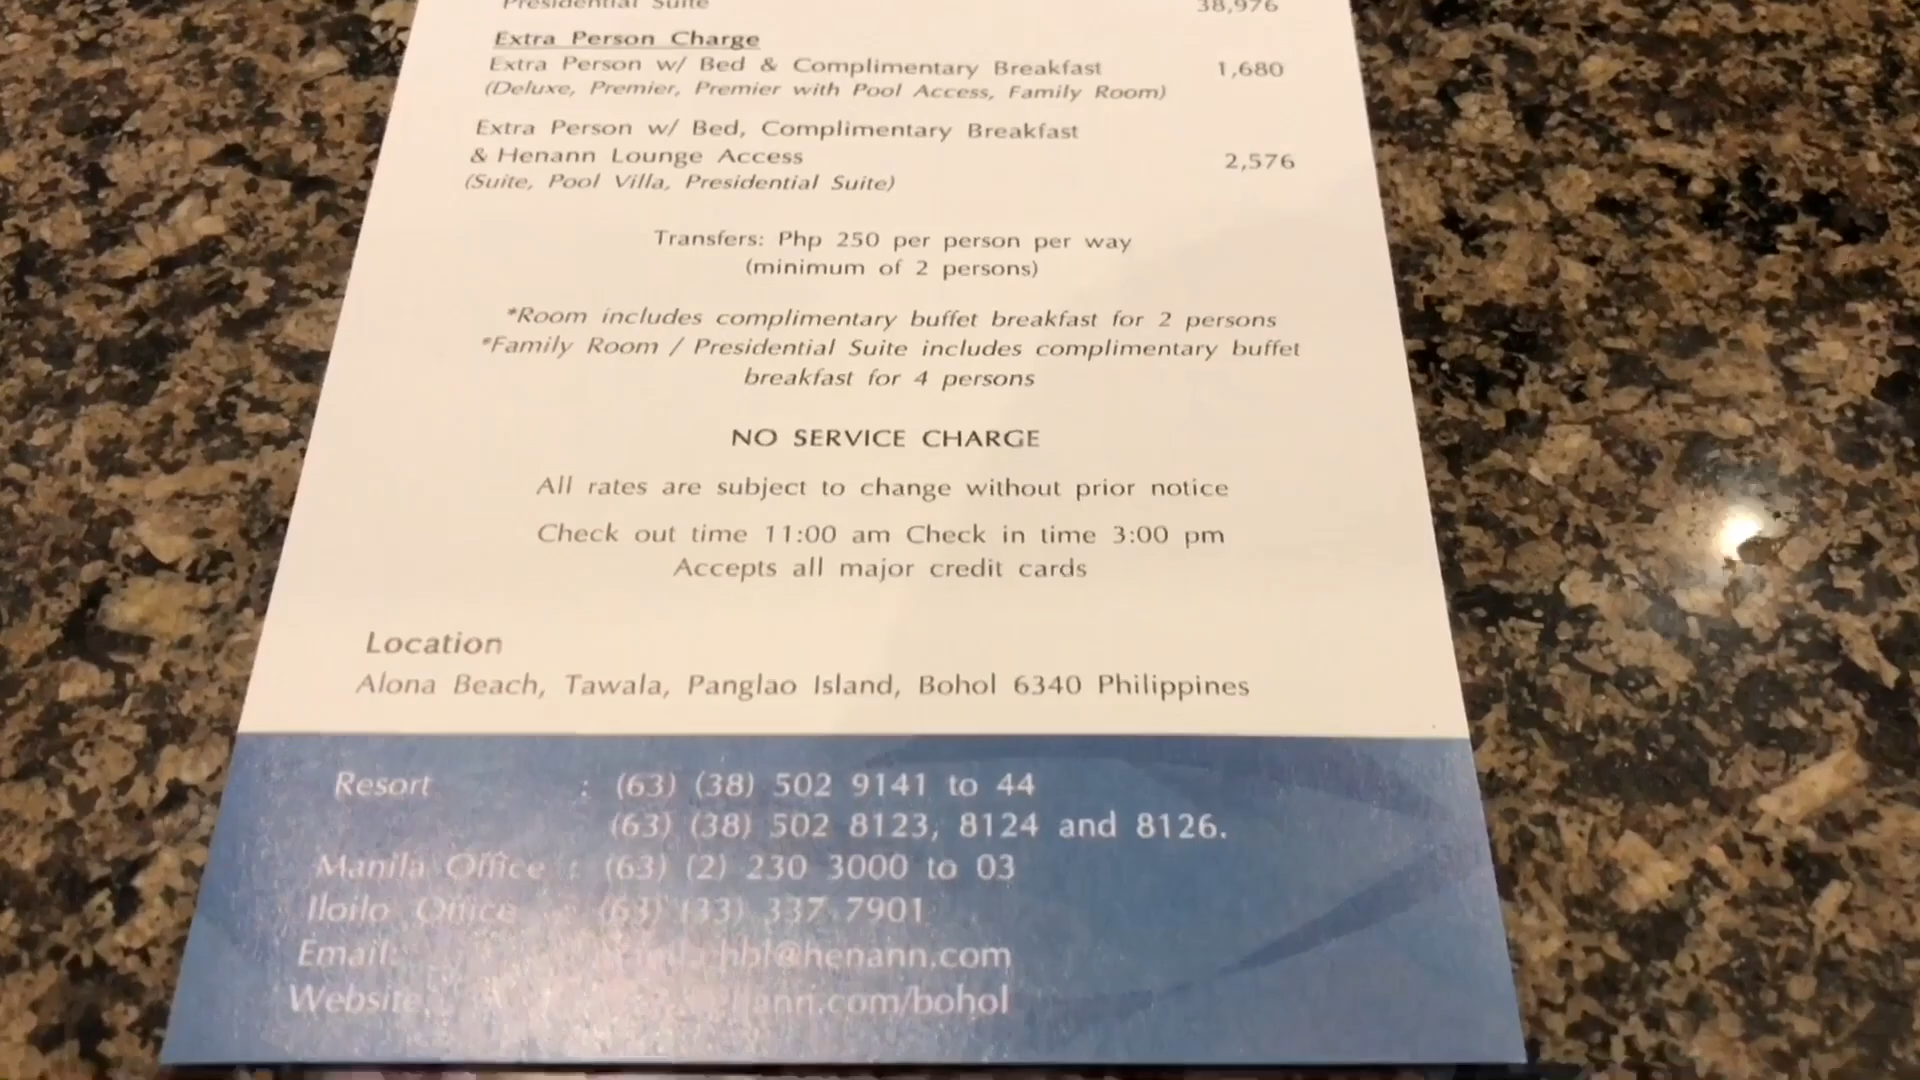 Presidential Suite 38,976
Extra Person Charge
Extra Person w/ Bed & Complimentary Breakfast 1,680
(Deluxe, Premier, Premier with Pool Access, Family Room)
Extra Person w/ Bed, Complimentary Breakfast
& Henann Lounge Access 2,576
(Suite, Pool Villa, Presidential Suite)
Transfers: Php 250 per person per way
(minimum of 2 persons)
*Room includes complimentary buffet breakfast for 2 persons
*Family Room / Presidential Suite includes complimentary buffet
breakfast for 4 persons
NO SERVICE CHARGE
All rates are subject to change without prior notice
Check out time 11:00 am Check in time 3:00 pm
Accepts all major credit cards
Location
Alona Beach, Tawala, Panglao Island, Bohol 6340 Philippines
Resort : (63) (38) 502 9141 to 44
(63) (38) 502 8123, 8124 and 8126.
Manila Office : (63) (2) 230 3000 to 03
Iloilo Office : (63) (33) 337 7901
Email:
Website